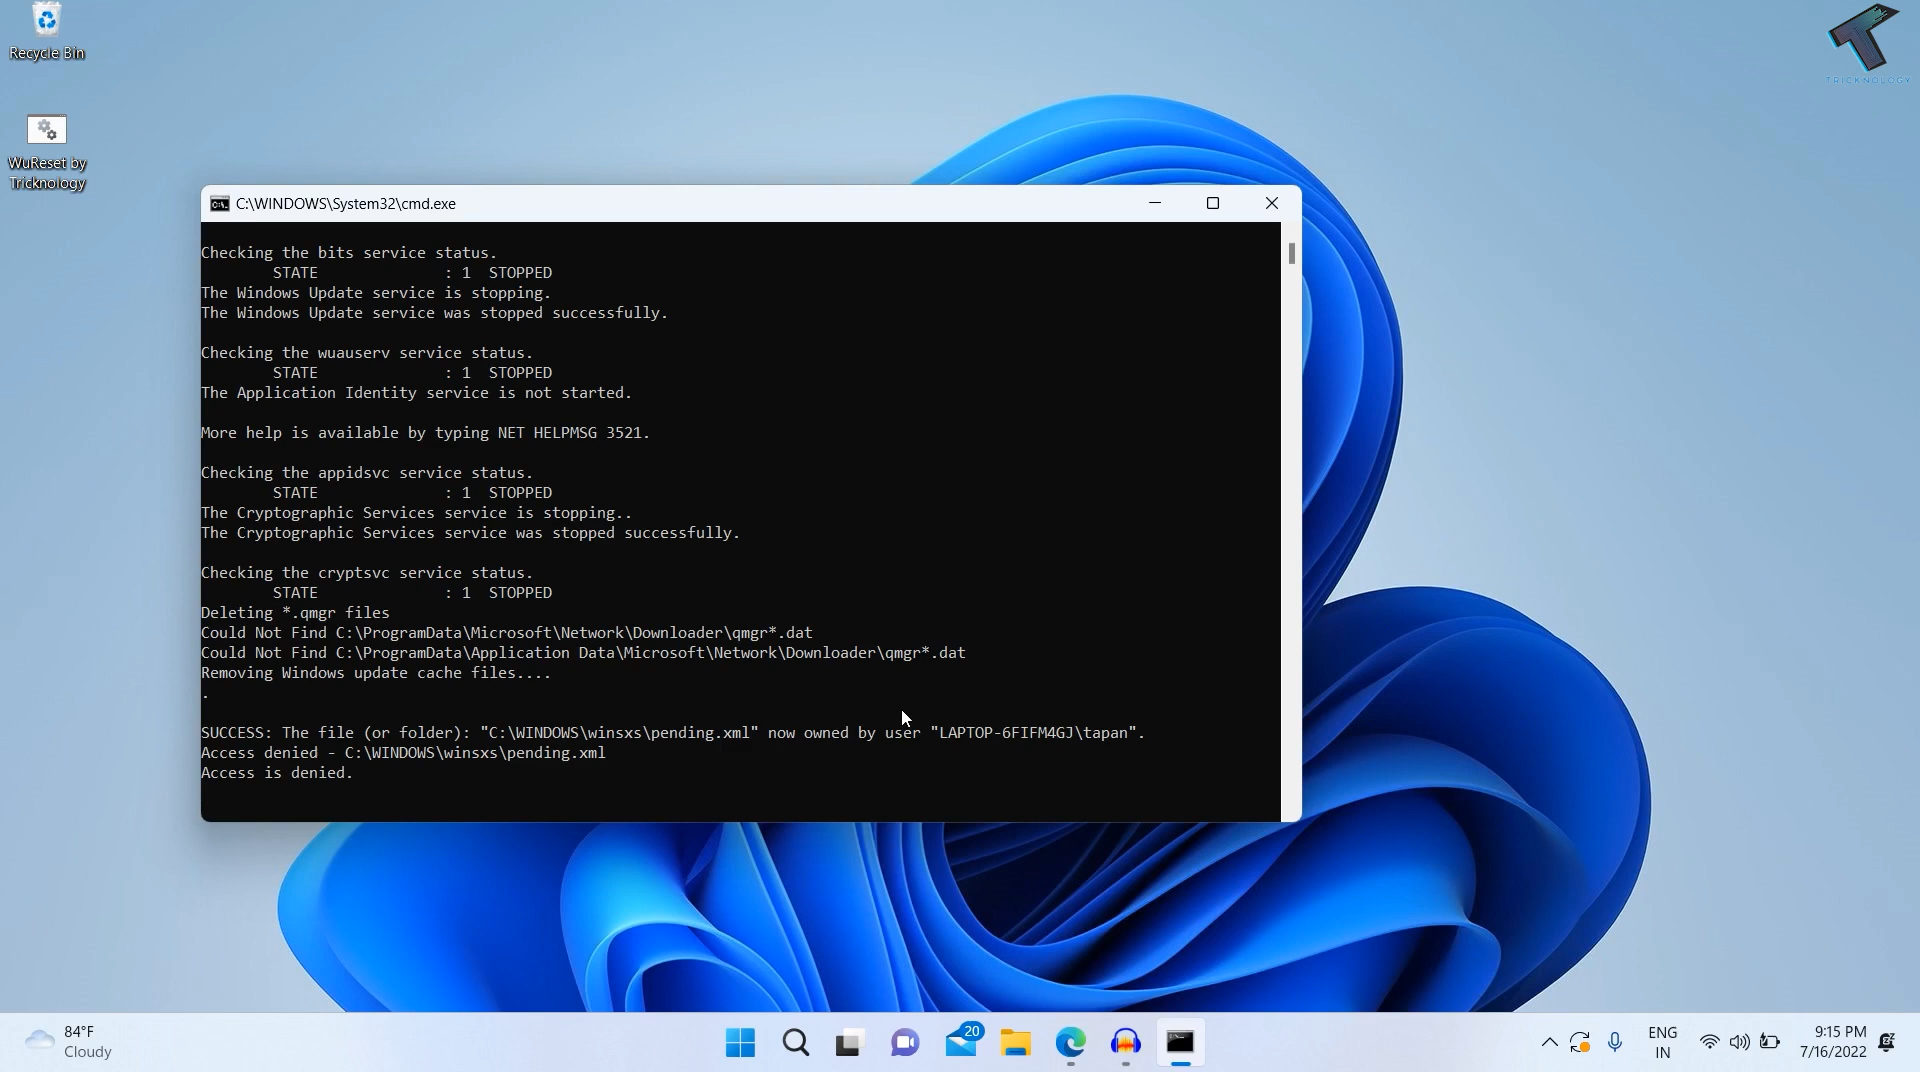 Recycle Bin
WuReset by
Tricknology
TRICKNOLOGY
C:\WINDOWS\System32\cmd.exe
Checking the bits service status.
        STATE              : 1  STOPPED
The Windows Update service is stopping.
The Windows Update service was stopped successfully.
Checking the wuauserv service status.
        STATE              : 1  STOPPED
The Application Identity service is not started.
More help is available by typing NET HELPMSG 3521.
Checking the appidsvc service status.
        STATE              : 1  STOPPED
The Cryptographic Services service is stopping..
The Cryptographic Services service was stopped successfully.
Checking the cryptsvc service status.
        STATE              : 1  STOPPED
Deleting *.qmgr files
Could Not Find C:\ProgramData\Microsoft\Network\Downloader\qmgr*.dat
Could Not Find C:\ProgramData\Application Data\Microsoft\Network\Downloader\qmgr*.dat
Removing Windows update cache files....
.
SUCCESS: The file (or folder): "C:\WINDOWS\winsxs\pending.xml" now owned by user "LAPTOP-6FIFM4GJ\tapan".
Access denied - C:\WINDOWS\winsxs\pending.xml
Access is denied.
84°F
Cloudy
20
ENG
IN
9:15 PM
7/16/2022